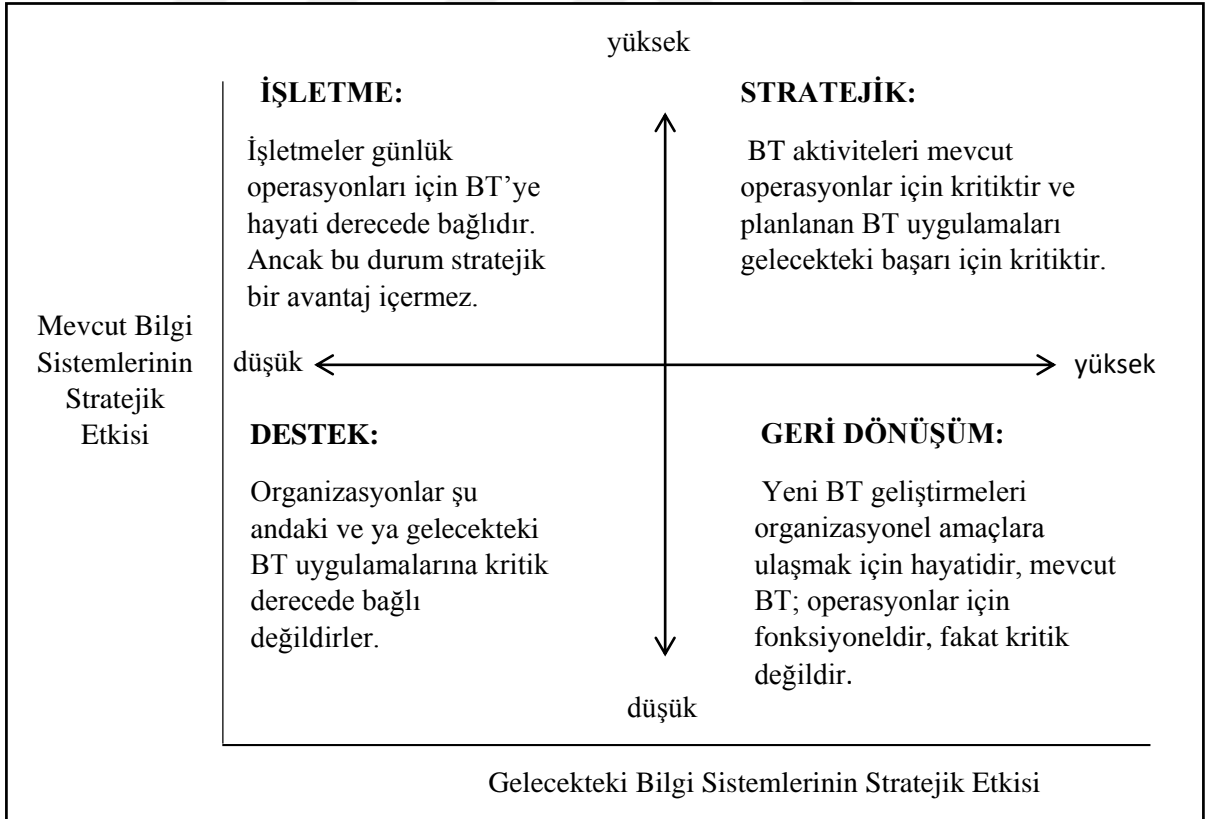 yüksek
İŞLETME:
İşletmeler günlük
operasyonları için BT’ye
hayati derecede bağlıdır.
Ancak bu durum stratejik
bir avantaj içermez.
STRATEJİK:
BT aktiviteleri mevcut
operasyonlar için kritiktir ve
planlanan BT uygulamaları
gelecekteki başarı için kritiktir.
Mevcut Bilgi
Sistemlerinin
Stratejik
Etkisi
düşük
yüksek
DESTEK:
Organizasyonlar şu
andaki ve ya gelecekteki
BT uygulamalarına kritik
derecede bağlı
değildirler.
GERİ DÖNÜŞÜM:
Yeni BT geliştirmeleri
organizasyonel amaçlara
ulaşmak için hayatidir, mevcut
BT; operasyonlar için
fonksiyoneldir, fakat kritik
değildir.
düşük
Gelecekteki Bilgi Sistemlerinin Stratejik Etkisi